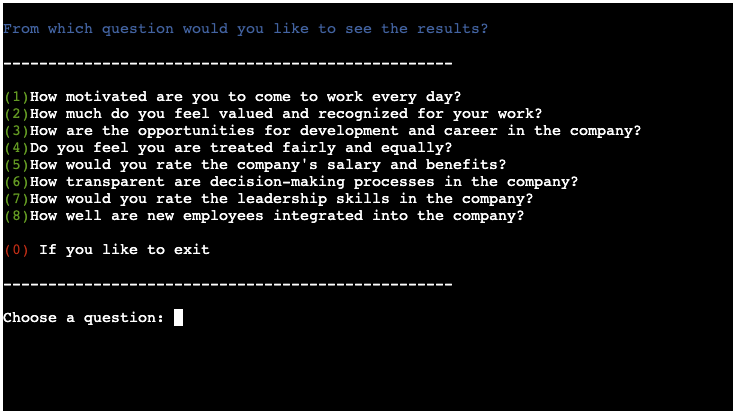 From which question would you like to see the results?
--------------------------------------------------
(1)How motivated are you to come to work every day?
(2)How much do you feel valued and recognized for your work?
(3)How are the opportunities for development and career in the company?
(4)Do you feel you are treated fairly and equally?
(5)How would you rate the company's salary and benefits?
(6)How transparent are decision-making processes in the company?
(7)How would you rate the leadership skills in the company?
(8)How well are new employees integrated into the company?
(0) If you like to exit
--------------------------------------------------
Choose a question: